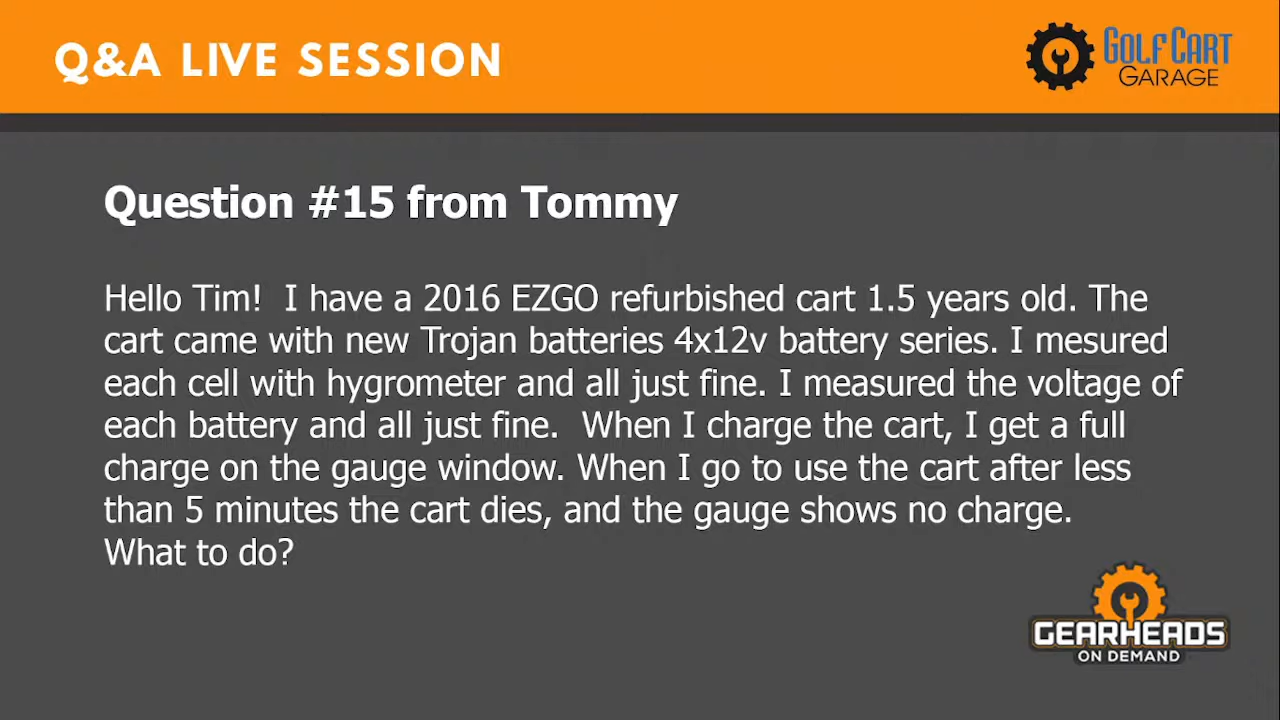 Q&A LIVE SESSION
GOLF CART
GARAGE
Question #15 from Tommy
Hello Tim!  I have a 2016 EZGO refurbished cart 1.5 years old. The
cart came with new Trojan batteries 4x12v battery series. I mesured
each cell with hygrometer and all just fine. I measured the voltage of
each battery and all just fine.  When I charge the cart, I get a full
charge on the gauge window. When I go to use the cart after less
than 5 minutes the cart dies, and the gauge shows no charge.
What to do?
GEARHEADS
ON DEMAND